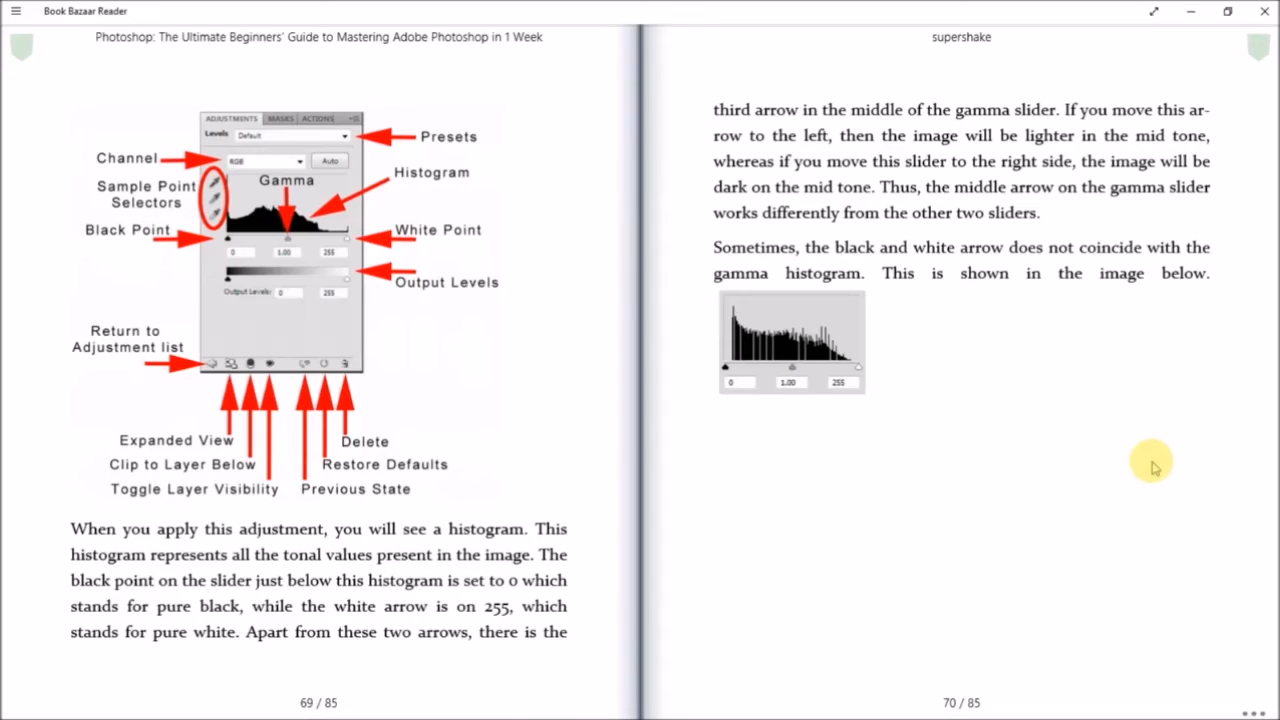 Book Bazaar Reader
Photoshop: The Ultimate Beginners' Guide to Mastering Adobe Photoshop in 1 Week
ADJUSTMENTS MASKS ACTIONS
Levels Default
Presets
Channel
RGB Auto
Histogram
Gamma
Sample Point
Selectors
Black Point
White Point
0 1.00 255
Output Levels
Output Levels: 0 255
Return to
Adjustment list
Expanded View
Delete
Clip to Layer Below
Restore Defaults
Toggle Layer Visibility
Previous State
When you apply this adjustment, you will see a histogram. This
histogram represents all the tonal values present in the image. The
black point on the slider just below this histogram is set to 0 which
stands for pure black, while the white arrow is on 255, which
stands for pure white. Apart from these two arrows, there is the
69 / 85
supershake
third arrow in the middle of the gamma slider. If you move this ar-
row to the left, then the image will be lighter in the mid tone,
whereas if you move this slider to the right side, the image will be
dark on the mid tone. Thus, the middle arrow on the gamma slider
works differently from the other two sliders.
Sometimes, the black and white arrow does not coincide with the
gamma histogram. This is shown in the image below.
0 1.00 255
70 / 85